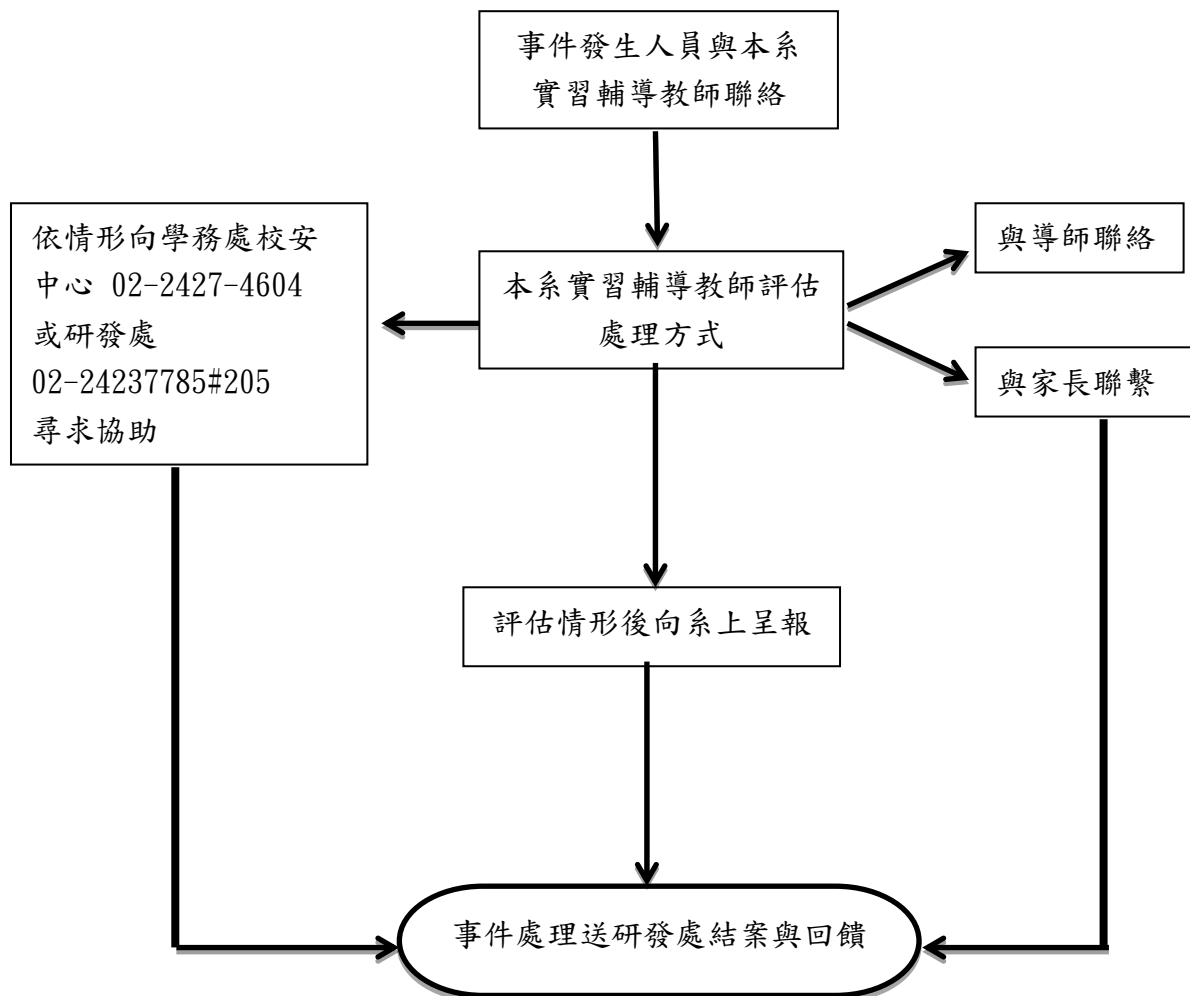 事件發生人員與本系
實習輔導教師聯絡
依情形向學務處校安
中心 02-2427-4604
或研發處
02-24237785#205
尋求協助
本系實習輔導教師評估
處理方式
與導師聯絡
與家長聯繫
評估情形後向系上呈報
事件處理送研發處結案與回饋